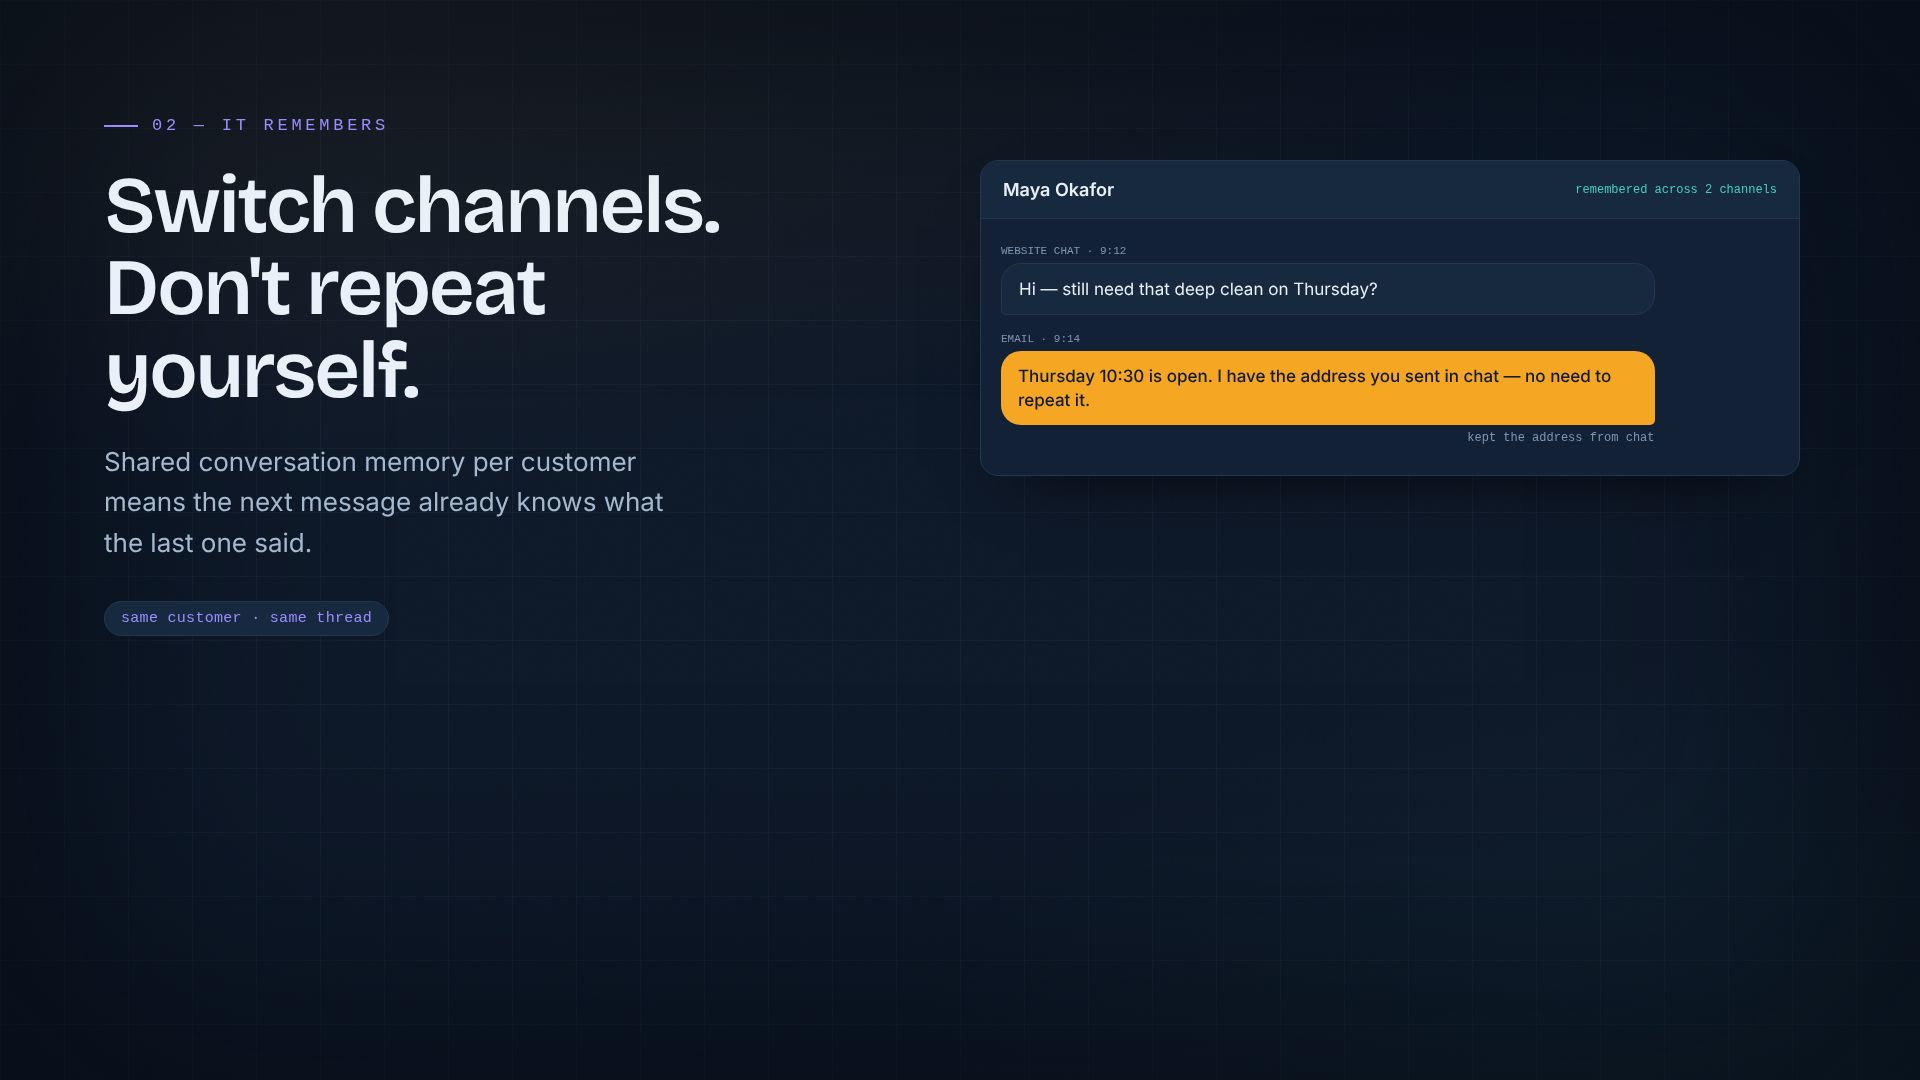 02 — IT REMEMBERS
Switch channels.
Don't repeat
yourself.
Shared conversation memory per customer
means the next message already knows what
the last one said.
same customer · same thread
Maya Okafor
remembered across 2 channels
WEBSITE CHAT · 9:12
Hi — still need that deep clean on Thursday?
EMAIL · 9:14
Thursday 10:30 is open. I have the address you sent in chat — no need to
repeat it.
kept the address from chat